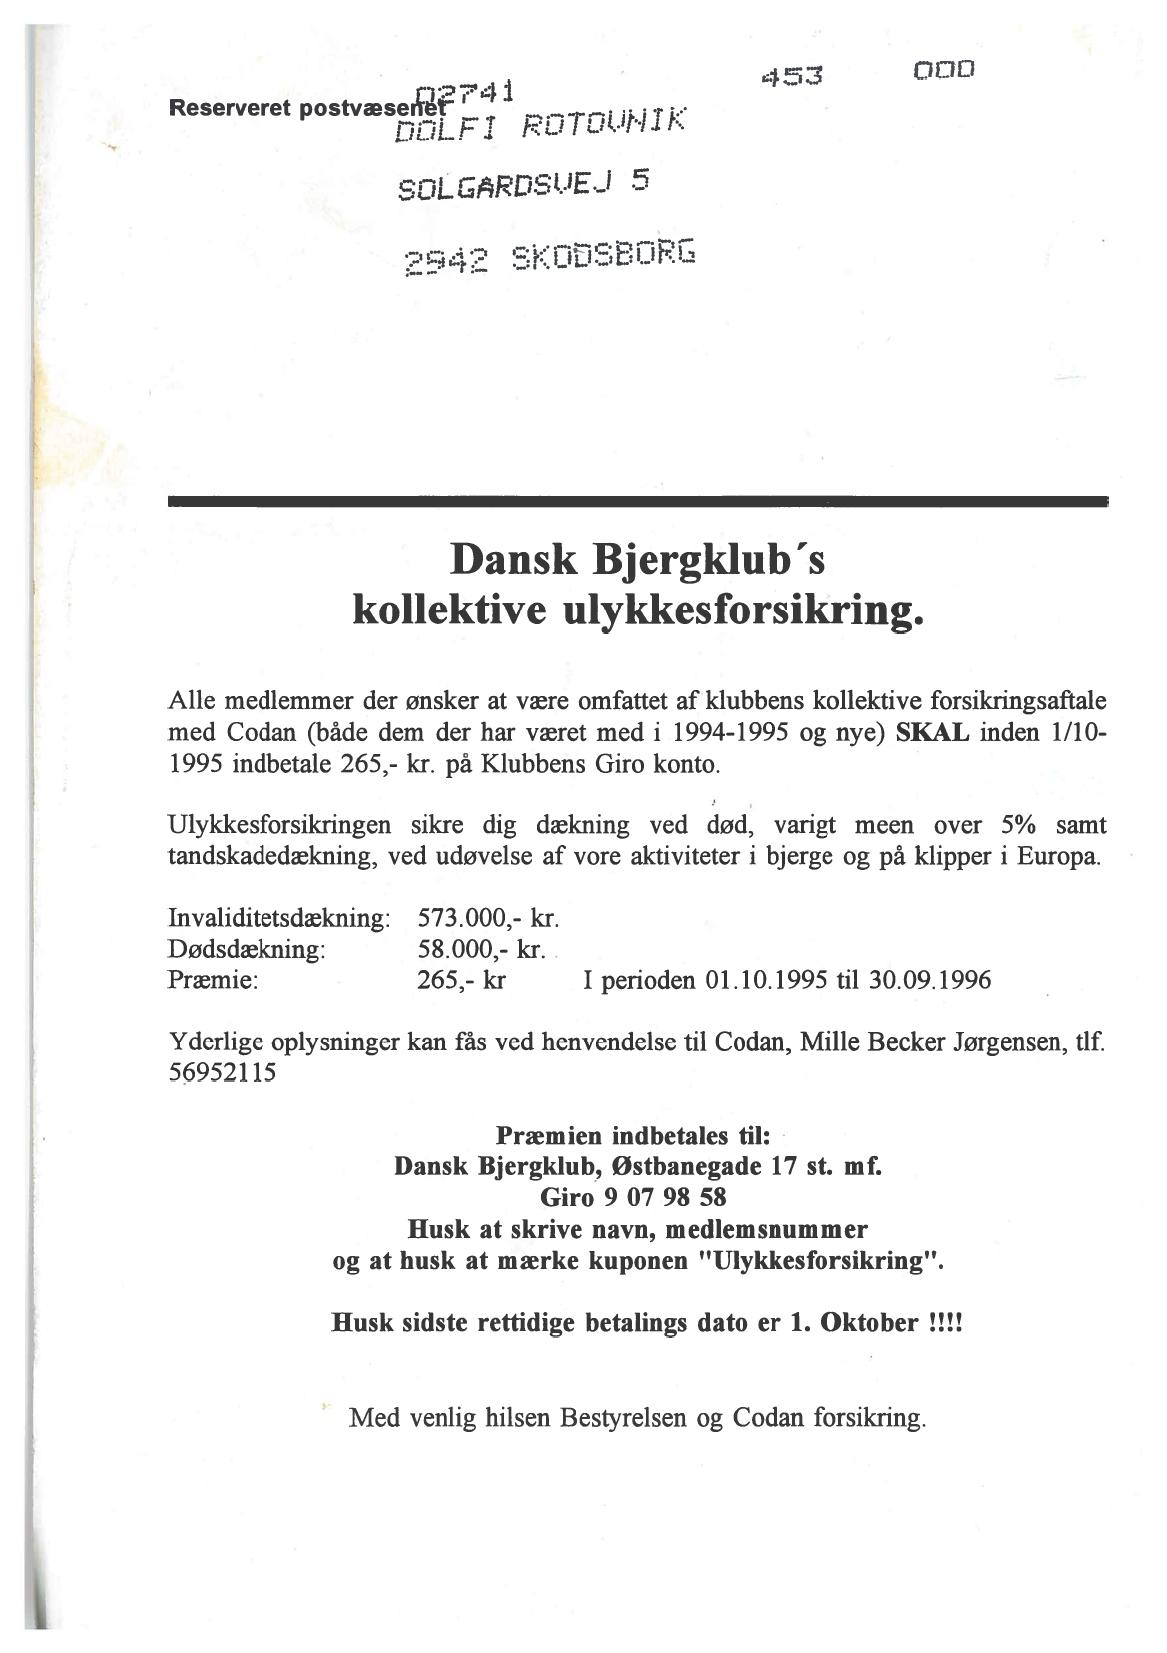 453 000
02741
Reserveret postvæsenet
DOLFI ROTOVNIK
SOLGARDSVEJ 5
2942 SKODSBORG
Dansk Bjergklub´s
kollektive ulykkesforsikring.
Alle medlemmer der ønsker at være omfattet af klubbens kollektive forsikringsaftale
med Codan (både dem der har været med i 1994-1995 og nye) SKAL inden 1/10-
1995 indbetale 265,- kr. på Klubbens Giro konto.
Ulykkesforsikringen sikre dig dækning ved død, varigt meen over 5% samt
tandskadedækning, ved udøvelse af vore aktiviteter i bjerge og på klipper i Europa.
Invaliditetsdækning: 573.000,- kr.
Dødsdækning: 58.000,- kr.
Præmie: 265,- kr I perioden 01.10.1995 til 30.09.1996
Yderlige oplysninger kan fås ved henvendelse til Codan, Mille Becker Jørgensen, tlf.
56952115
Præmien indbetales til:
Dansk Bjergklub, Østbanegade 17 st. mf.
Giro 9 07 98 58
Husk at skrive navn, medlemsnummer
og at husk at mærke kuponen "Ulykkesforsikring".
Husk sidste rettidige betalings dato er 1. Oktober !!!!
Med venlig hilsen Bestyrelsen og Codan forsikring.